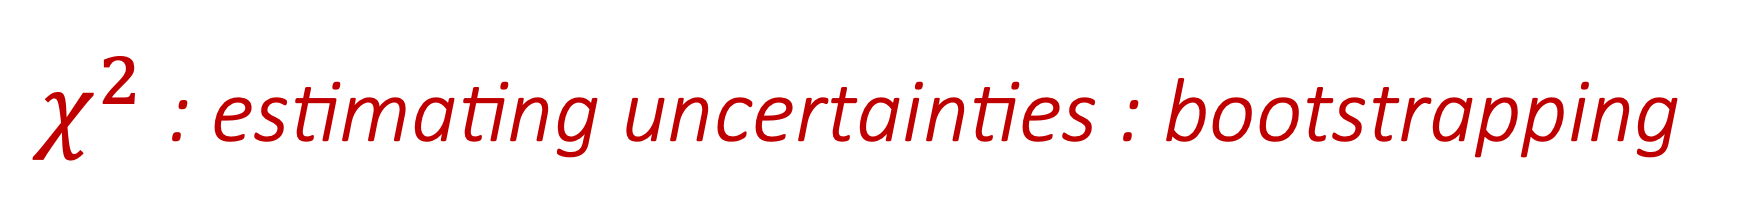 χ² : estimating uncertainties : bootstrapping